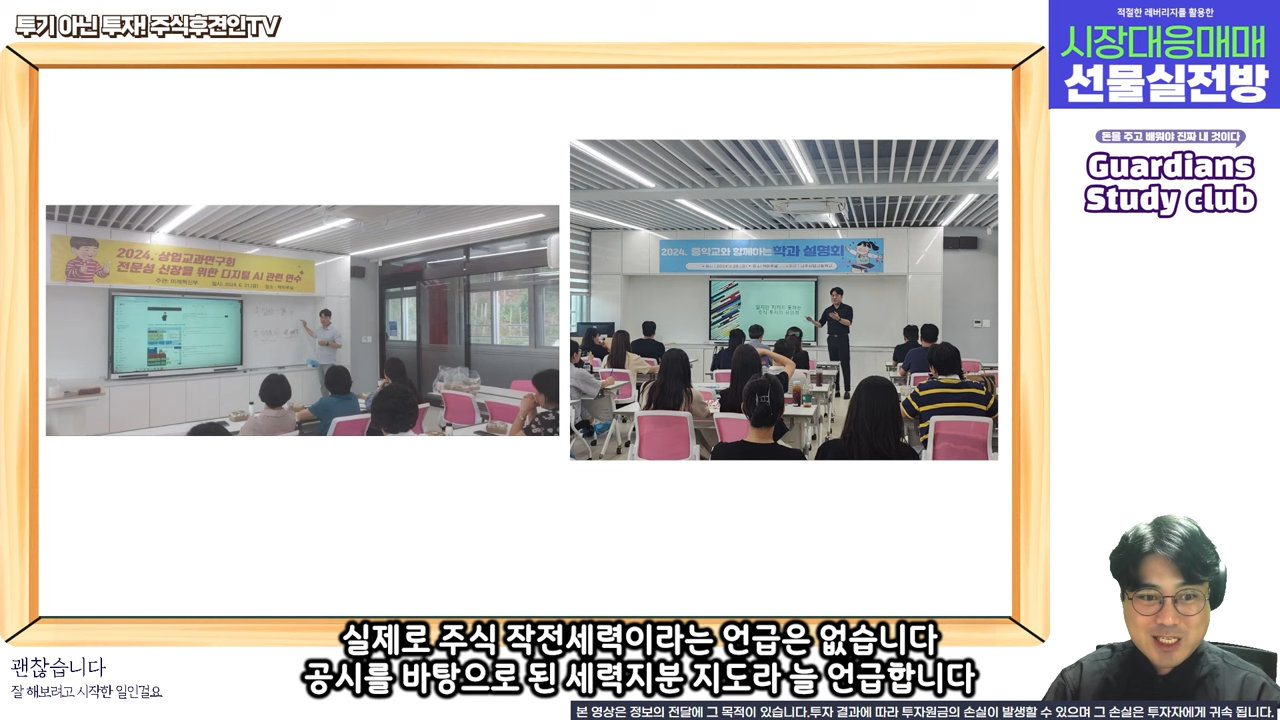 투기 아닌 투자! 주식후견인TV
적절한 레버리지를 활용한
시장대응매매
선물실전방
돈을 주고 배워야 진짜 내 것이다
Guardians
Study club
2024. 상업교과연구회
전문성 신장을 위한 디지털 AI 관련 연수
2024. 중학교와 함께하는 학과 설명회
실제로 주식 작전세력이라는 언급은 없습니다
공시를 바탕으로 된 세력지분 지도라 늘 언급합니다
괜찮습니다
잘 해보려고 시작한 일인걸요
본 영상은 정보의 전달에 그 목적이 있습니다.투자 결과에 따라 투자원금의 손실이 발생할 수 있으며 그 손실은 투자자에게 귀속 됩니다.